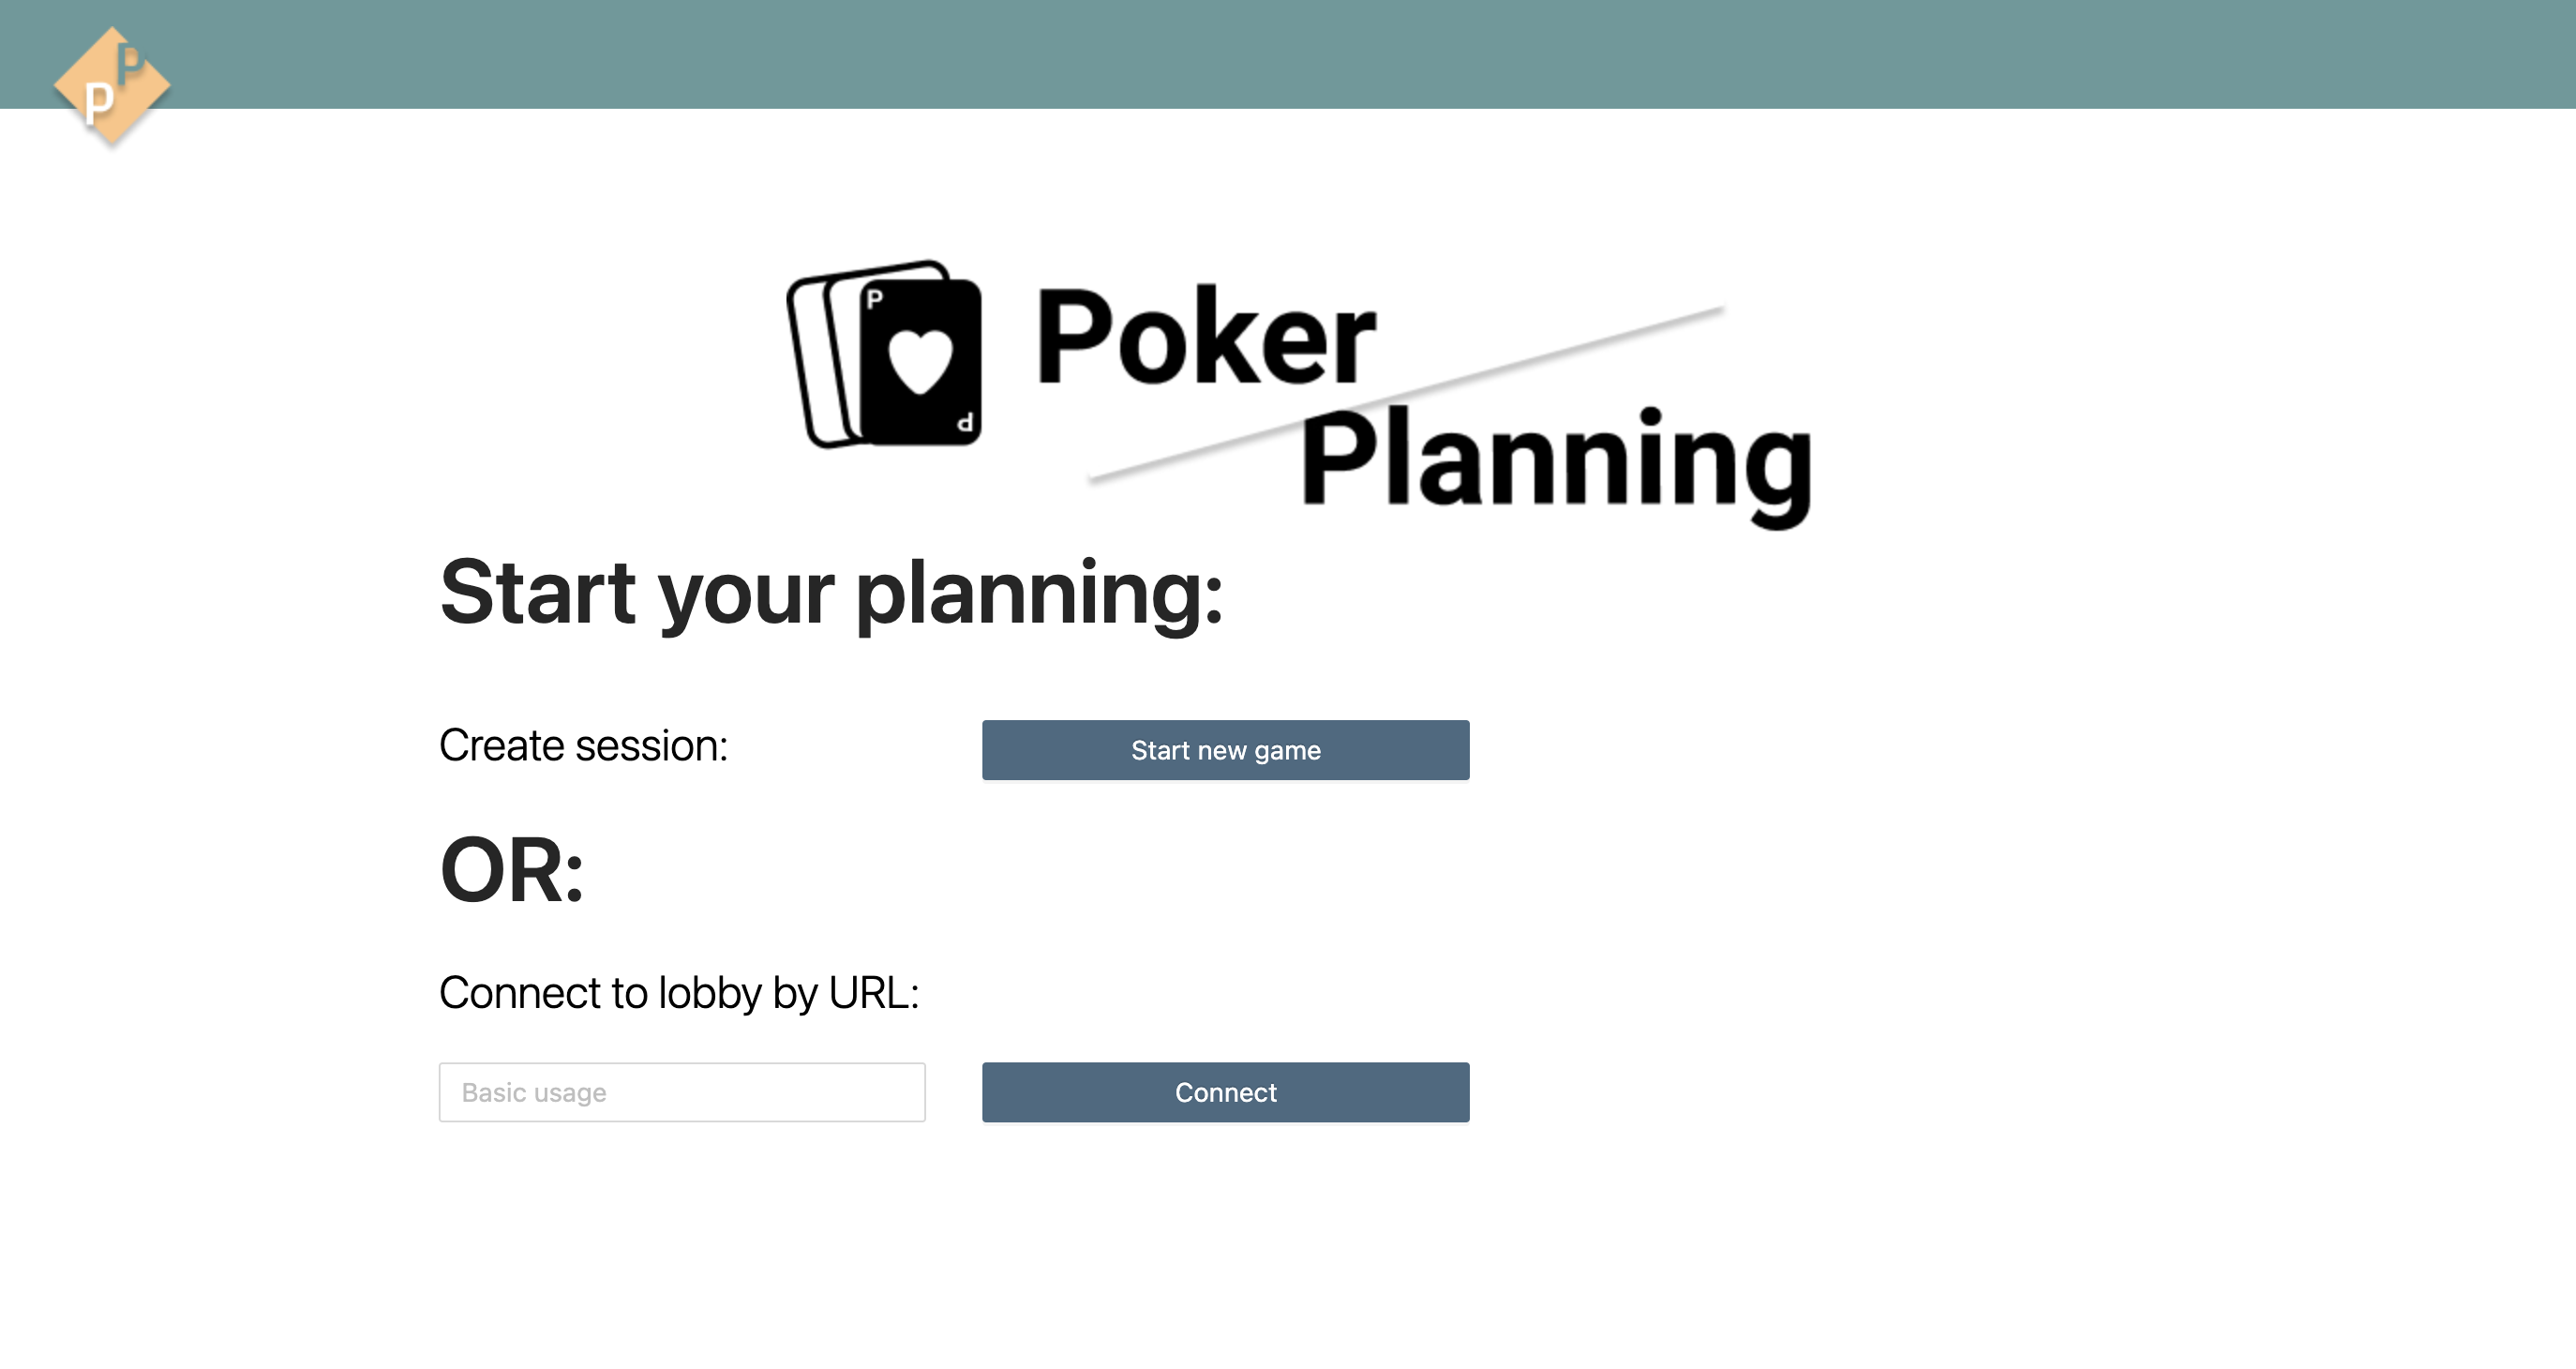 P
P
P
P
Poker
Planning
Start your planning:
Create session:
Start new game
OR:
Connect to lobby by URL:
Basic usage
Connect